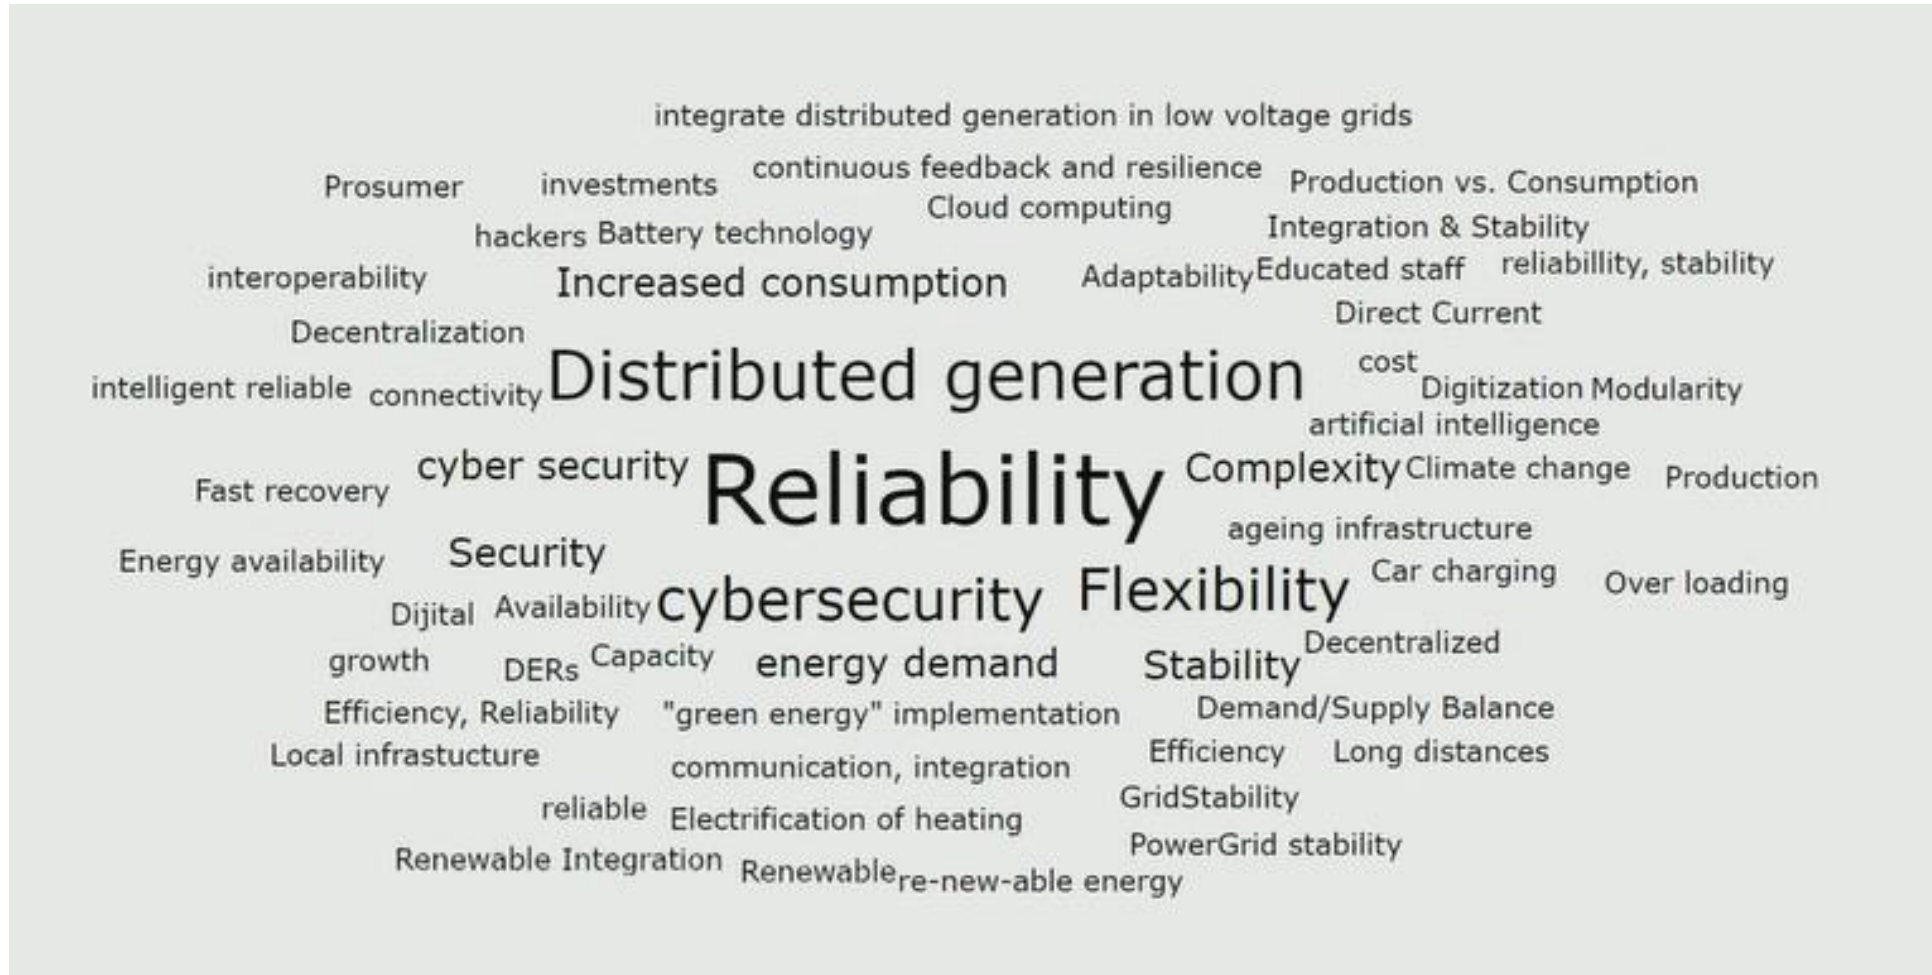 integrate distributed generation in low voltage grids
continuous feedback and resilience
Prosumer
investments
Production vs. Consumption
Cloud computing
hackers
Battery technology
Integration & Stability
interoperability
Increased consumption
Adaptability
Educated staff
reliabillity, stability
Direct Current
Decentralization
Distributed generation
cost
intelligent reliable
connectivity
Digitization
Modularity
artificial intelligence
cyber security
Reliability
Complexity
Climate change
Production
Fast recovery
ageing infrastructure
Energy availability
Security
Car charging
Over loading
Dijital
Availability
cybersecurity
Flexibility
Decentralized
growth
DERs
Capacity
energy demand
Stability
Efficiency, Reliability
"green energy" implementation
Demand/Supply Balance
Local infrastucture
communication, integration
Efficiency
Long distances
GridStability
reliable
Electrification of heating
PowerGrid stability
Renewable Integration
Renewable
re-new-able energy